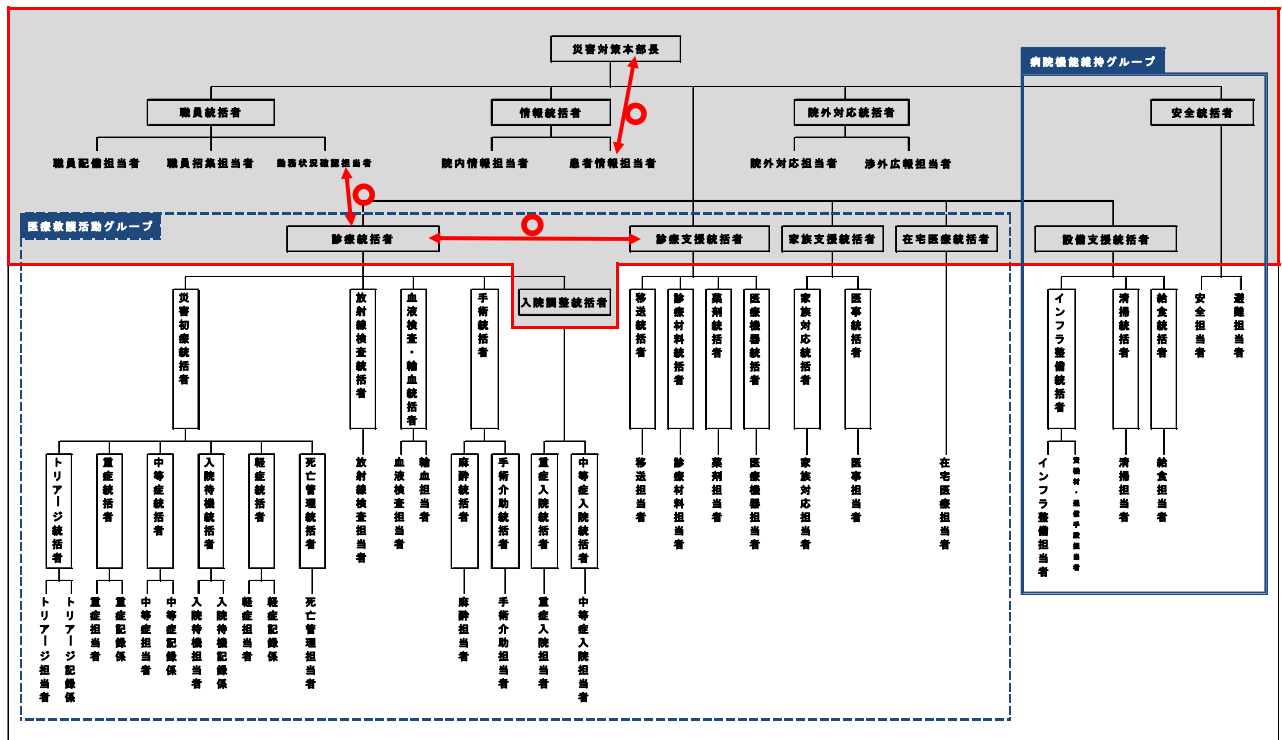 災害対策本部長
病院機能維持グループ
職員統括者
情報統括者
院外対応統括者
安全統括者
職員配備担当者
職員招集担当者
勤務状況確認担当者
院内情報担当者
患者情報担当者
院外対応担当者
渉外広報担当者
医療救護活動グループ
診療統括者
診療支援統括者
家族支援統括者
在宅医療統括者
設備支援統括者
災害初療統括者
放射線検査統括者
血液検査・輸血統括者
手術統括者
入院調整統括者
移送統括者
診療材料統括者
薬剤統括者
医療機器統括者
家族対応統括者
医事統括者
インフラ整備統括者
清掃統括者
給食統括者
安全担当者
避難担当者
トリアージ統括者
重症統括者
中等症統括者
入院待機統括者
軽症統括者
死亡管理統括者
放射線検査担当者
血液検査担当者
輸血担当者
麻酔統括者
手術介助統括者
重症入院統括者
中等症入院統括者
移送担当者
診療材料担当者
薬剤担当者
医療機器担当者
家族対応担当者
医事担当者
在宅医療担当者
インフラ整備担当者
資機材・通信手段担当者
清掃担当者
給食担当者
トリアージ担当者
トリアージ記録係
重症担当者
重症記録係
中等症担当者
中等症記録係
入院待機担当者
入院待機記録係
軽症担当者
軽症記録係
死亡管理担当者
麻酔担当者
手術介助担当者
重症入院担当者
中等症入院担当者